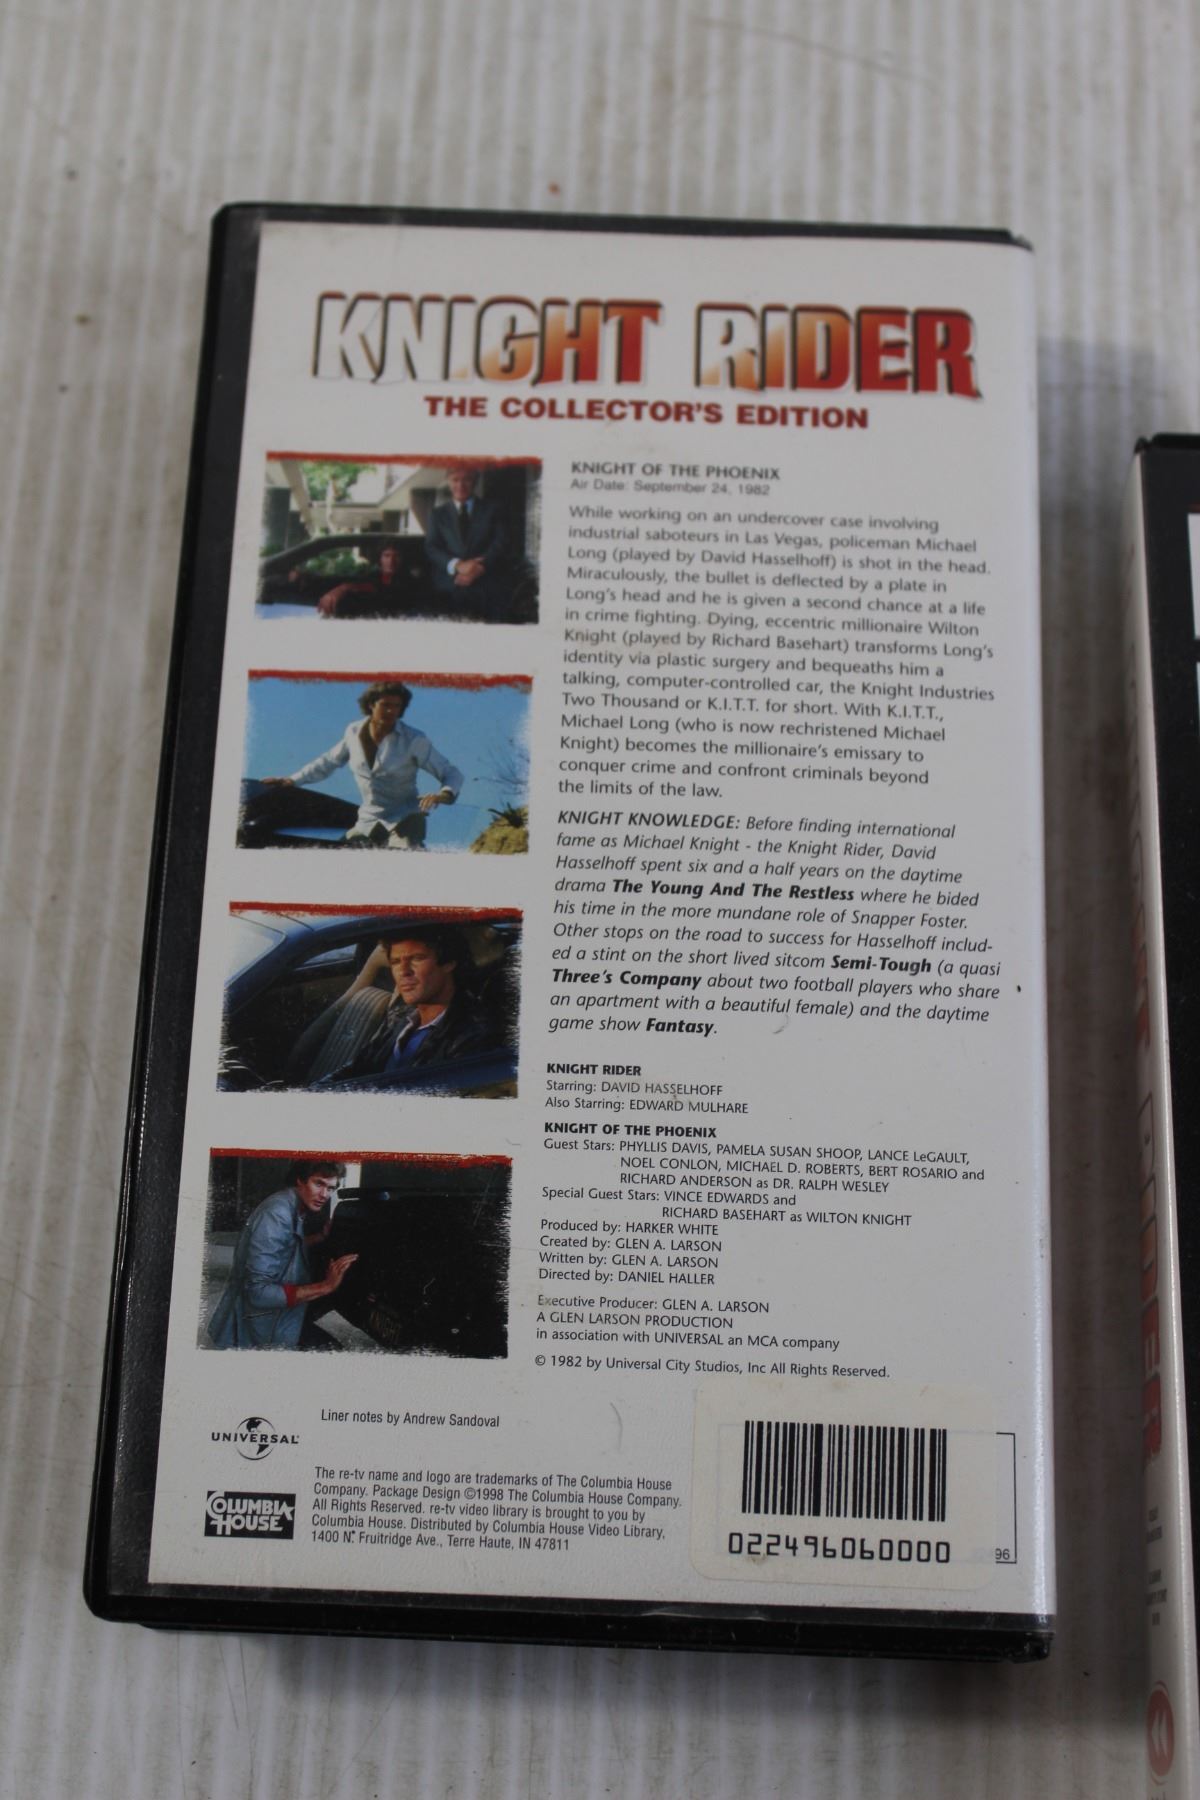 KNIGHT RIDER
THE COLLECTOR'S EDITION
KNIGHT OF THE PHOENIX
Air Date: September 24, 1982
While working on an undercover case involving
industrial saboteurs in Las Vegas, policeman Michael
Long (played by David Hasselhoff) is shot in the head.
Miraculously, the bullet is deflected by a plate in
Long's head and he is given a second chance at a life
in crime fighting. Dying, eccentric millionaire Wilton
Knight (played by Richard Basehart) transforms Long's
identity via plastic surgery and bequeaths him a
talking, computer-controlled car, the Knight Industries
Two Thousand or K.I.T.T. for short. With K.I.T.T.,
Michael Long (who is now rechristened Michael
Knight) becomes the millionaire's emissary to
conquer crime and confront criminals beyond
the limits of the law.
KNIGHT KNOWLEDGE: Before finding international
fame as Michael Knight - the Knight Rider, David
Hasselhoff spent six and a half years on the daytime
drama The Young And The Restless where he bided
his time in the more mundane role of Snapper Foster.
Other stops on the road to success for Hasselhoff includ-
ed a stint on the short lived sitcom Semi-Tough (a quasi
Three's Company about two football players who share
an apartment with a beautiful female) and the daytime
game show Fantasy.
KNIGHT RIDER
Starring: DAVID HASSELHOFF
Also Starring: EDWARD MULHARE
KNIGHT OF THE PHOENIX
Guest Stars: PHYLLIS DAVIS, PAMELA SUSAN SHOOP, LANCE LeGAULT,
NOEL CONLON, MICHAEL D. ROBERTS, BERT ROSARIO and
RICHARD ANDERSON as DR. RALPH WESLEY
Special Guest Stars: VINCE EDWARDS and
RICHARD BASEHART as WILTON KNIGHT
Produced by: HARKER WHITE
Created by: GLEN A. LARSON
Written by: GLEN A. LARSON
Directed by: DANIEL HALLER
Executive Producer: GLEN A. LARSON
A GLEN LARSON PRODUCTION
in association with UNIVERSAL an MCA company
© 1982 by Universal City Studios, Inc All Rights Reserved.
KNIGHT
Liner notes by Andrew Sandoval
UNIVERSAL
COLUMBIA
HOUSE
The re-tv name and logo are trademarks of The Columbia House
Company. Package Design ©1998 The Columbia House Company.
All Rights Reserved. re-tv video library is brought to you by
Columbia House. Distributed by Columbia House Video Library,
1400 N. Fruitridge Ave., Terre Haute, IN 47811
022496060000
96